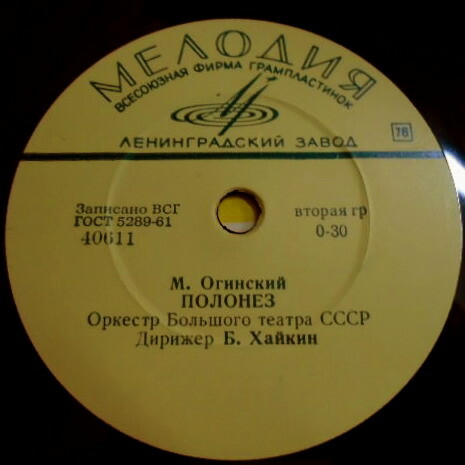 МЕЛОДИЯ
ВСЕСОЮЗНАЯ ФИРМА ГРАМПЛАСТИНОК
ЛЕНИНГРАДСКИЙ ЗАВОД
78
Записано ВСГ
ГОСТ 5289-61
40611
вторая гр
0-30
М. Огинский
ПОЛОНЕЗ
Оркестр Большого театра СССР
Дирижер Б. Хайкин